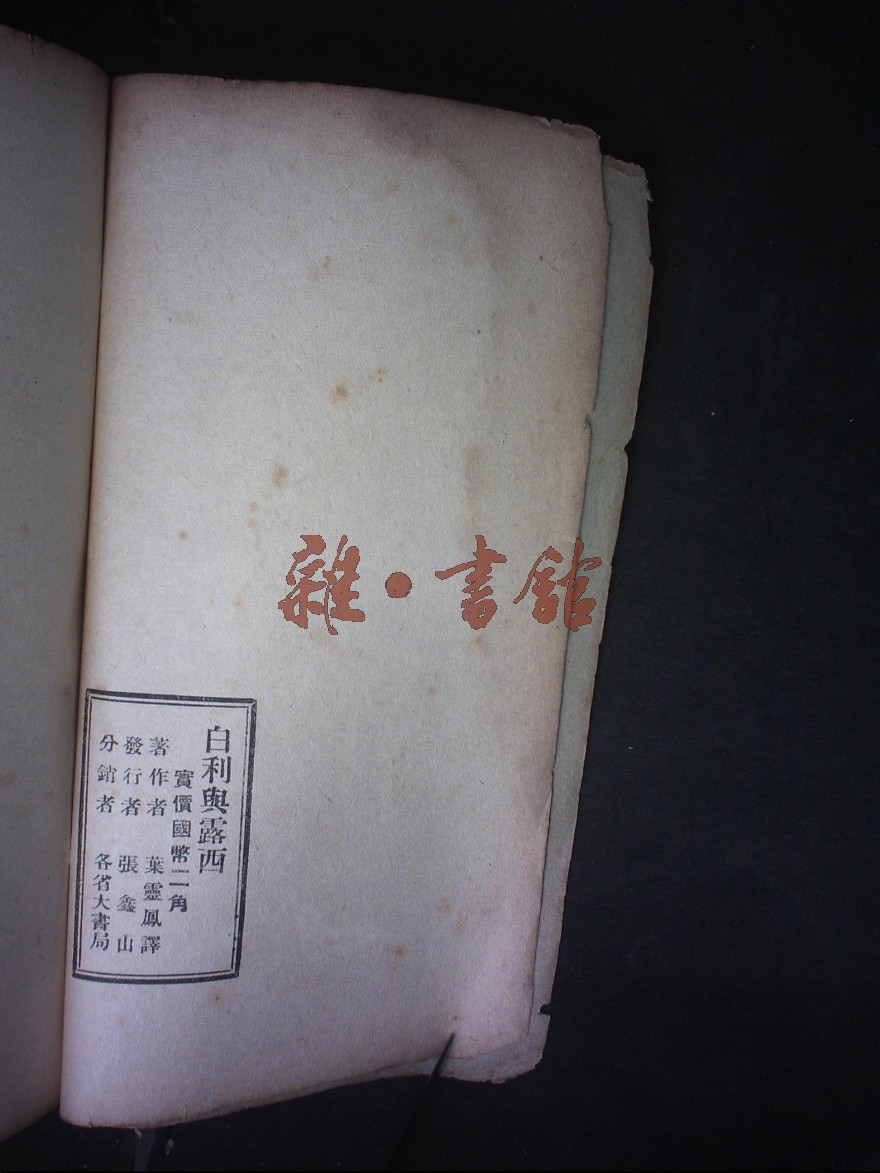 白利與露西
實價國幣二角
著作者 葉靈鳳譯
發行者 張鑫山
分銷者 各省大書局
雜·書館